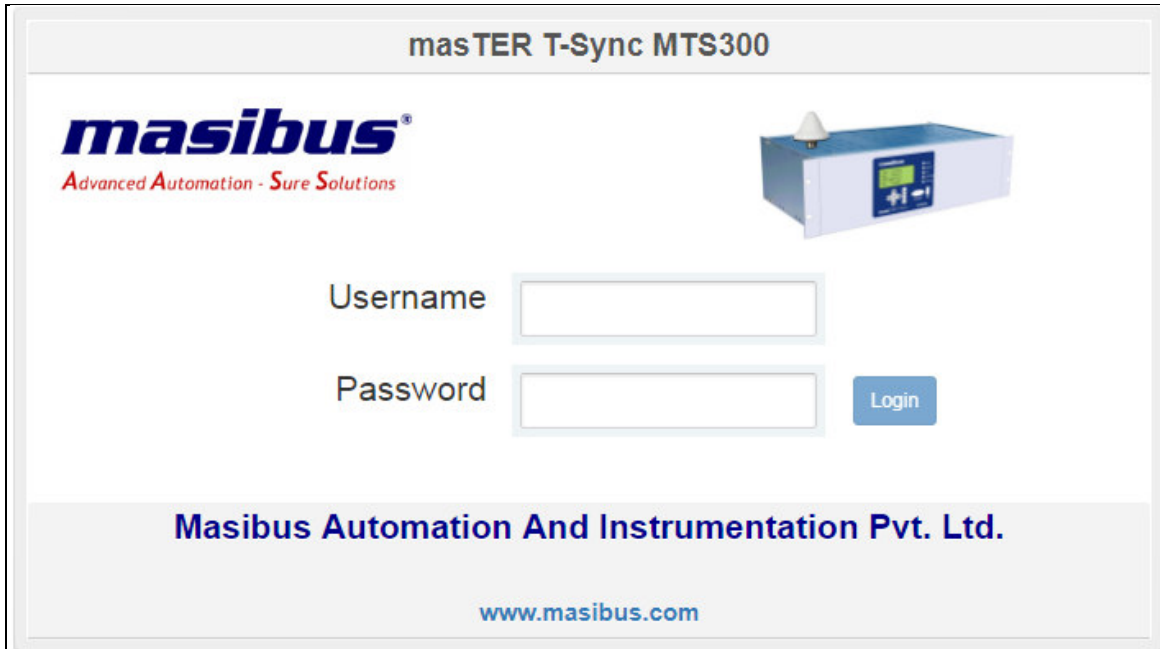 masTER T-Sync MTS300
masibus®
Advanced Automation - Sure Solutions
Username
Password
Login
Masibus Automation And Instrumentation Pvt. Ltd.
www.masibus.com